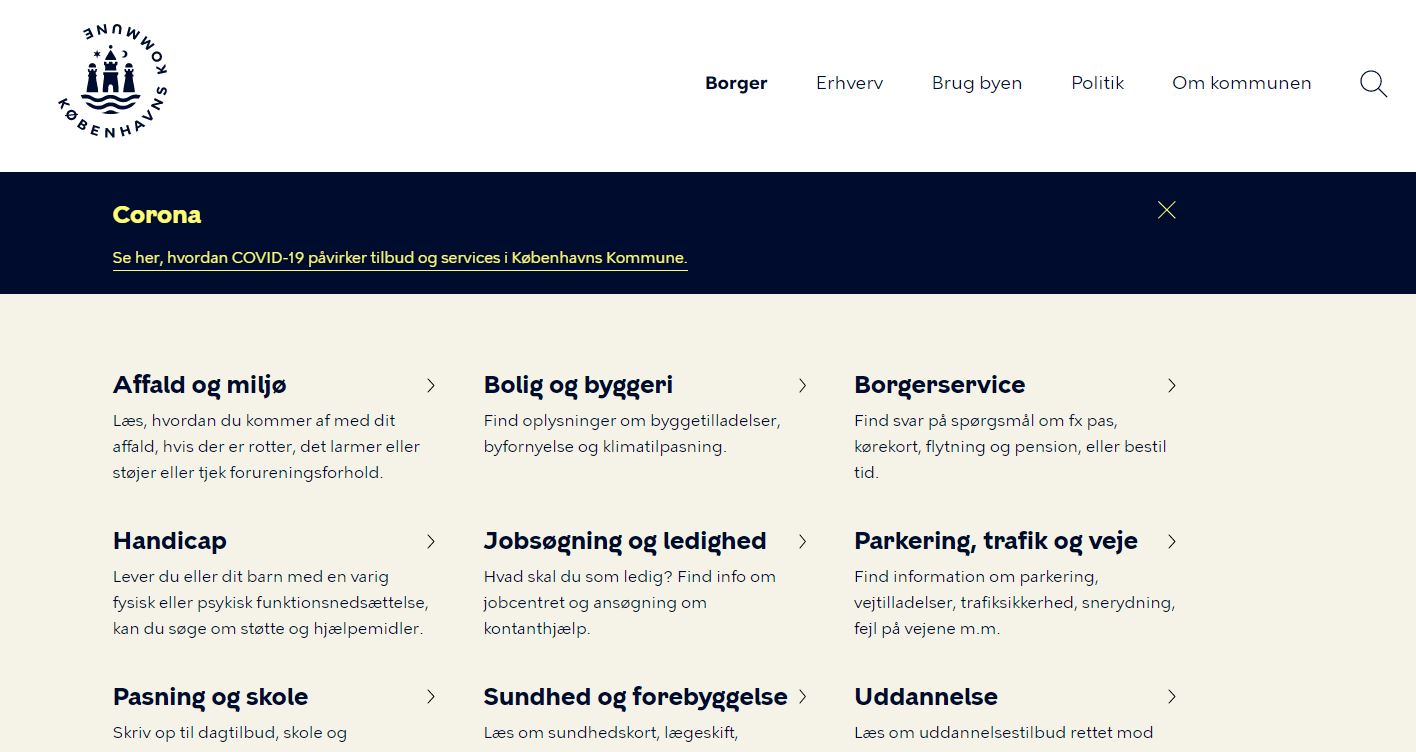 KØBENHAVNS KOMMUNE
Borger
Erhverv
Brug byen
Politik
Om kommunen
Corona
Se her, hvordan COVID-19 påvirker tilbud og services i Københavns Kommune.
Affald og miljø
Læs, hvordan du kommer af med dit
affald, hvis der er rotter, det larmer eller
støjer eller tjek forureningsforhold.
Bolig og byggeri
Find oplysninger om byggetilladelser,
byfornyelse og klimatilpasning.
Borgerservice
Find svar på spørgsmål om fx pas,
kørekort, flytning og pension, eller bestil
tid.
Handicap
Lever du eller dit barn med en varig
fysisk eller psykisk funktionsnedsættelse,
kan du søge om støtte og hjælpemidler.
Jobsøgning og ledighed
Hvad skal du som ledig? Find info om
jobcentret og ansøgning om
kontanthjælp.
Parkering, trafik og veje
Find information om parkering,
vejtilladelser, trafiksikkerhed, snerydning,
fejl på vejene m.m.
Pasning og skole
Skriv op til dagtilbud, skole og
Sundhed og forebyggelse
Læs om sundhedskort, lægeskift,
Uddannelse
Læs om uddannelsestilbud rettet mod